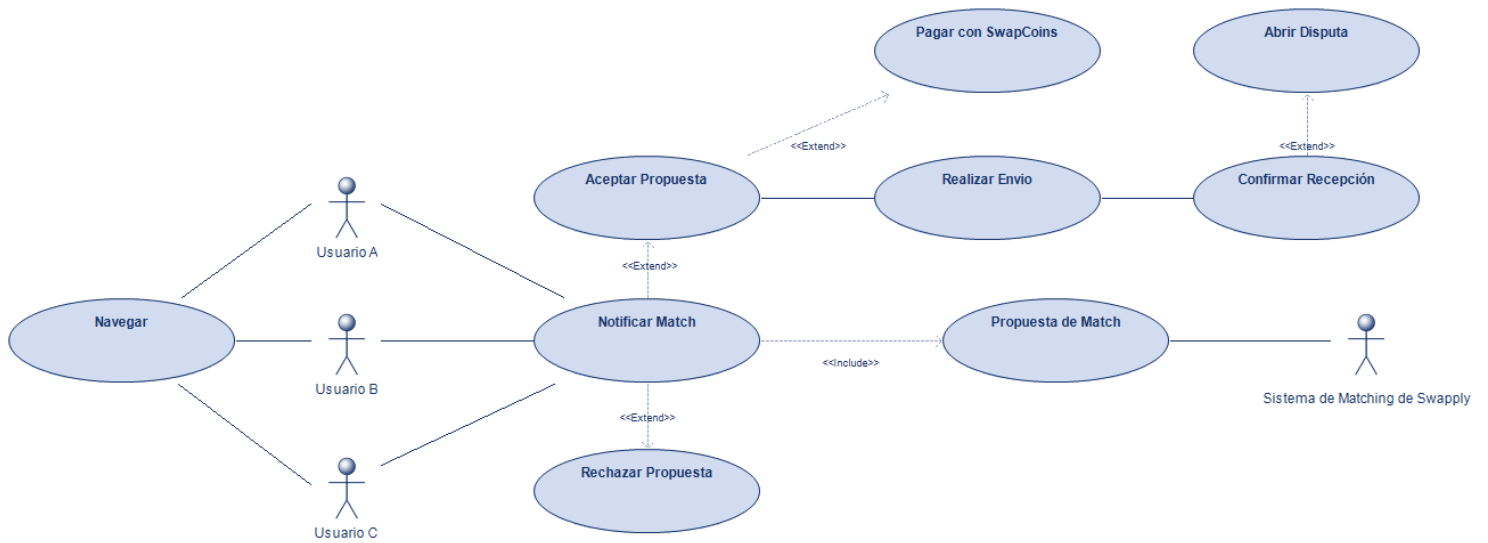 Pagar con SwapCoins
Abrir Disputa
<<Extend>>
<<Extend>>
Aceptar Propuesta
Realizar Envio
Confirmar Recepción
Usuario A
<<Extend>>
Navegar
Notificar Match
Propuesta de Match
<<Include>>
Usuario B
Sistema de Matching de Swapply
<<Extend>>
Rechazar Propuesta
Usuario C